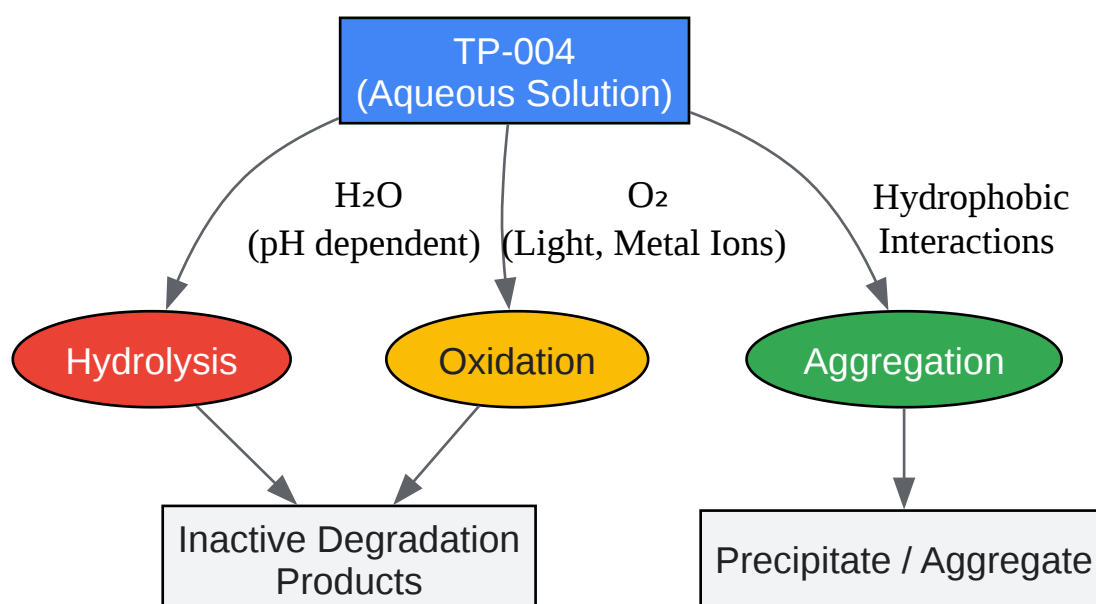 TP-004
(Aqueous Solution)
H₂O
(pH dependent)
O₂
(Light, Metal Ions)
Hydrophobic
Interactions
Hydrolysis
Oxidation
Aggregation
Inactive Degradation
Products
Precipitate / Aggregate